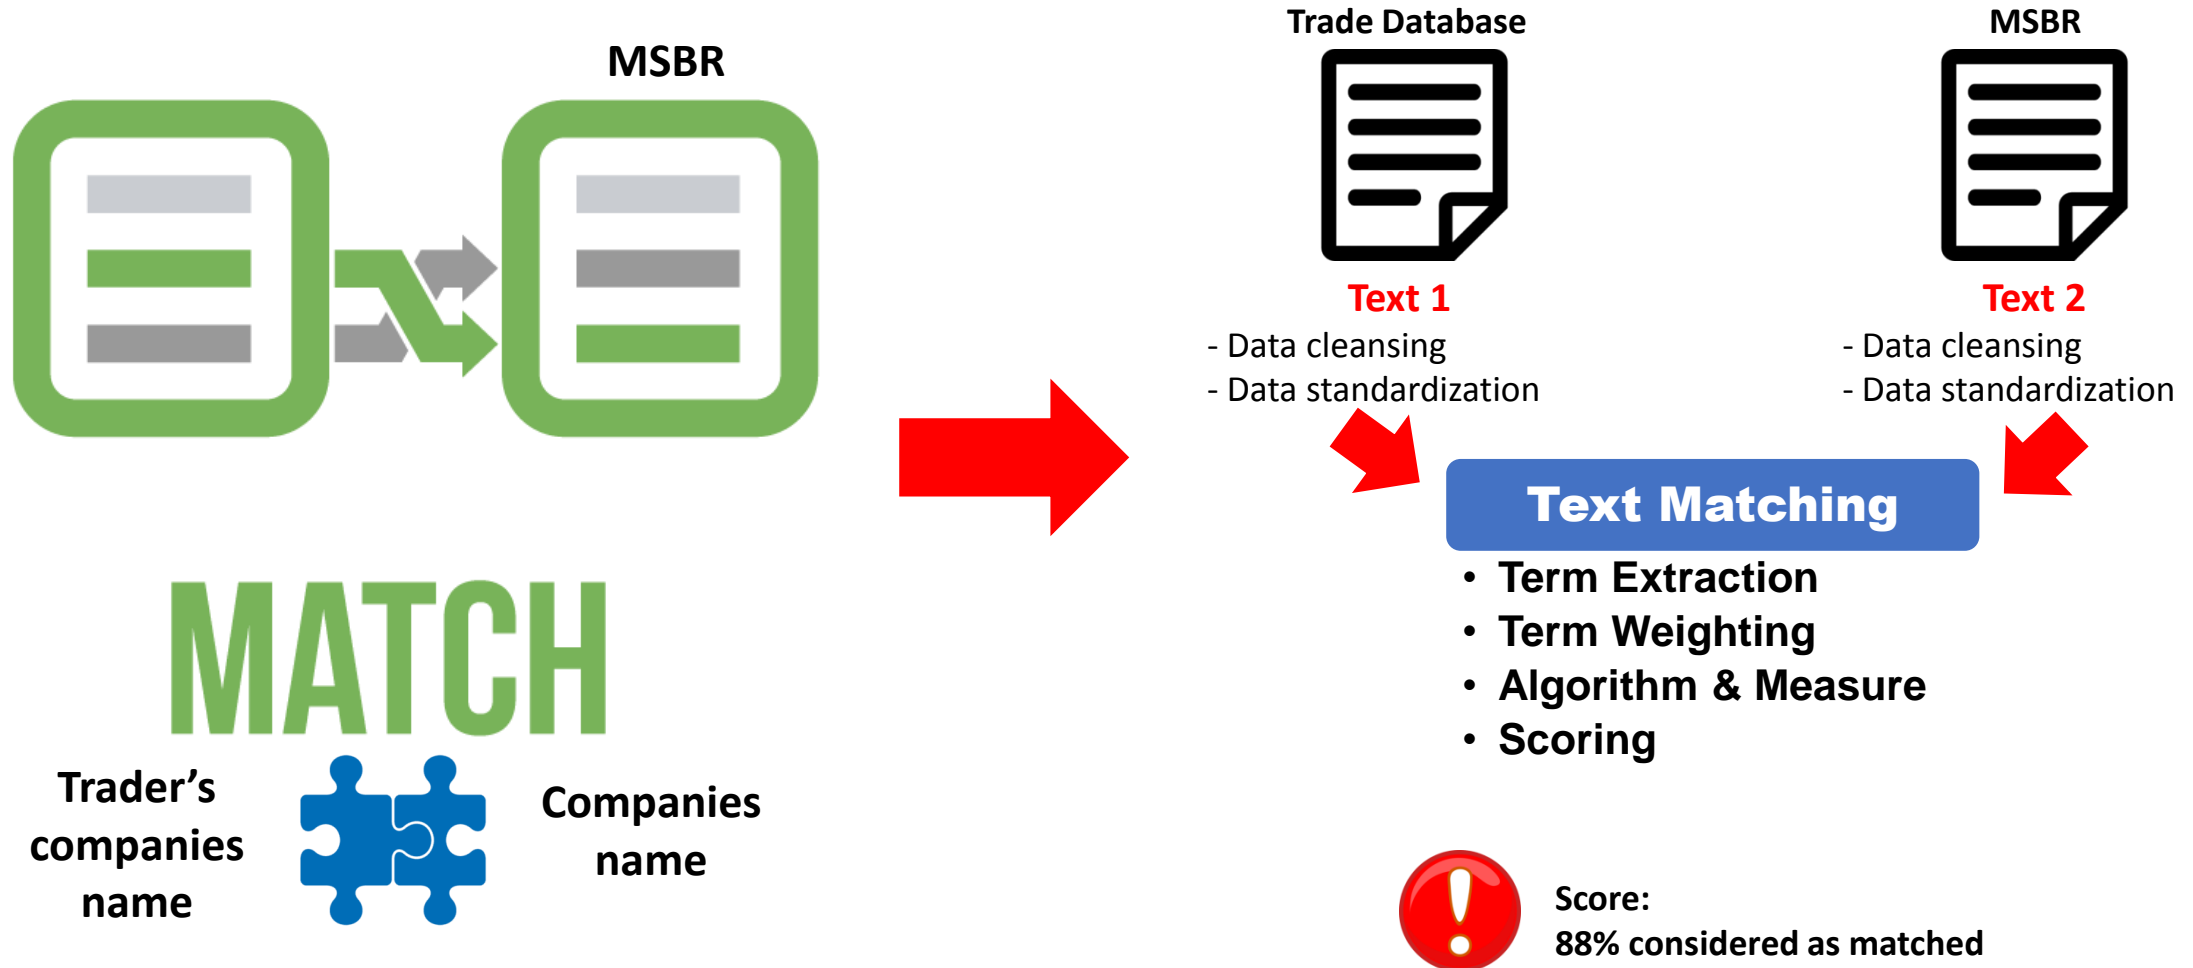 MSBR
MATCH
Trader’s
companies
name
Companies
name
Trade Database
MSBR
Text 1
- Data cleansing
- Data standardization
Text 2
- Data cleansing
- Data standardization
Text Matching
• Term Extraction
• Term Weighting
• Algorithm & Measure
• Scoring
Score:
88% considered as matched